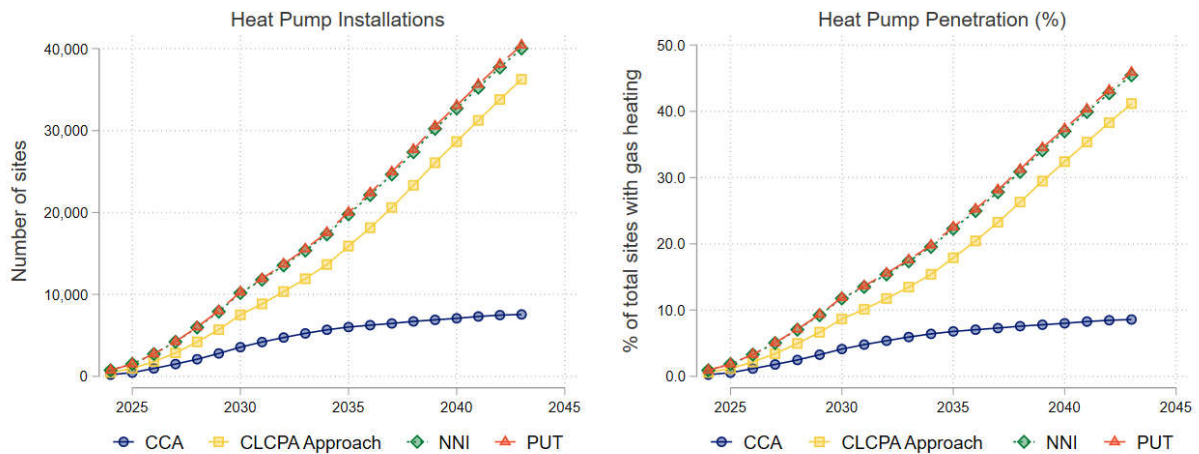 Heat Pump Installations
Number of sites
40,000
30,000
20,000
10,000
0
2025 2030 2035 2040 2045
CCA CLCPA Approach NNI PUT
Heat Pump Penetration (%)
% of total sites with gas heating
50.0
40.0
30.0
20.0
10.0
0.0
2025 2030 2035 2040 2045
CCA CLCPA Approach NNI PUT